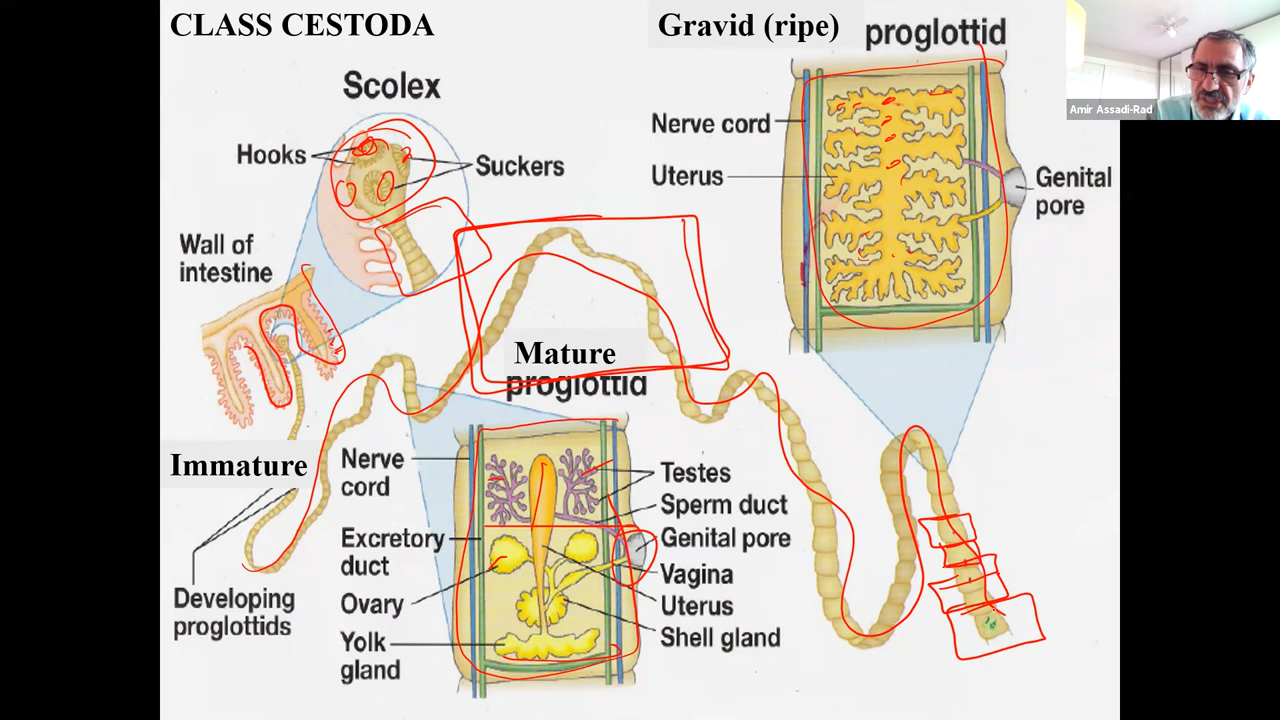 CLASS CESTODA
Gravid (ripe)
proglottid
Amir Assadi-Rad
Scolex
Hooks
Suckers
Wall of
intestine
Nerve cord
Uterus
Genital
pore
Mature
proglottid
Immature
Developing
proglottids
Nerve
cord
Excretory
duct
Ovary
Yolk
gland
Testes
Sperm duct
Genital pore
Vagina
Uterus
Shell gland